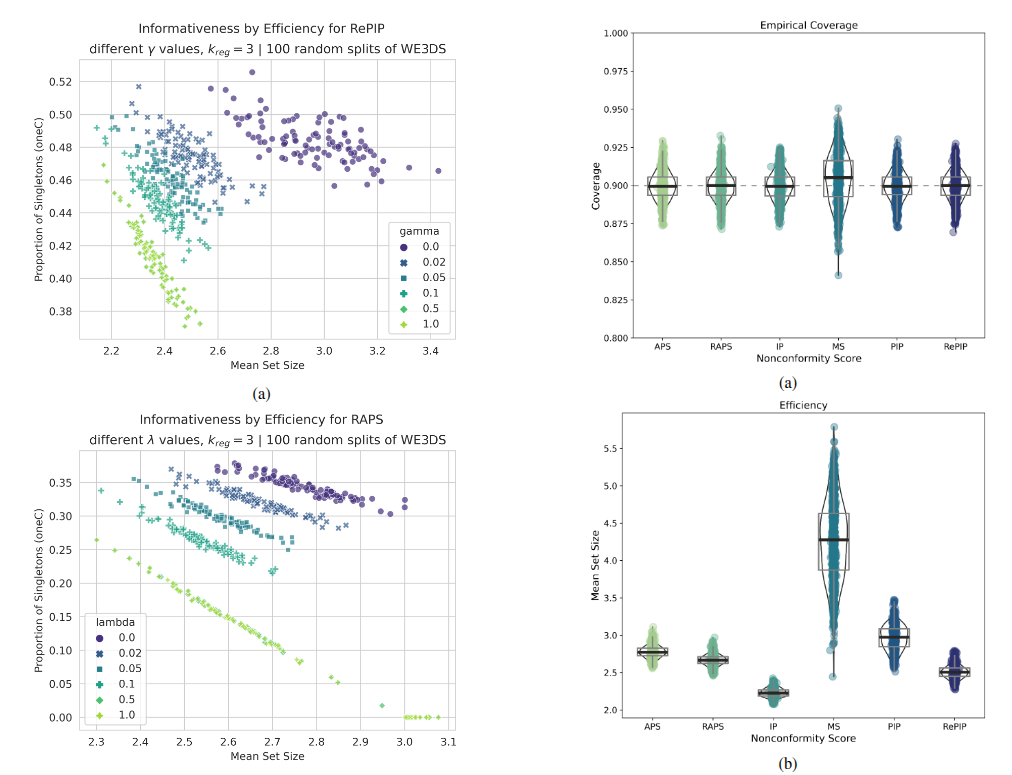 Informativeness by Efficiency for RePIP
different γ values, k_reg = 3 | 100 random splits of WE3DS
Proportion of Singletons (oneC)
0.52
0.50
0.48
0.46
0.44
0.42
0.40
0.38
gamma
0.0
0.02
0.05
0.1
0.5
1.0
2.2 2.4 2.6 2.8 3.0 3.2 3.4
Mean Set Size
(a)
Informativeness by Efficiency for RAPS
different λ values, k_reg = 3 | 100 random splits of WE3DS
Proportion of Singletons (oneC)
0.35
0.30
0.25
0.20
0.15
0.10
0.05
0.00
lambda
0.0
0.02
0.05
0.1
0.5
1.0
2.3 2.4 2.5 2.6 2.7 2.8 2.9 3.0 3.1
Mean Set Size
Empirical Coverage
Coverage
1.000
0.975
0.950
0.925
0.900
0.875
0.850
0.825
0.800
APS RAPS IP MS PIP RePIP
Nonconformity Score
(a)
Efficiency
Mean Set Size
5.5
5.0
4.5
4.0
3.5
3.0
2.5
2.0
APS RAPS IP MS PIP RePIP
Nonconformity Score
(b)